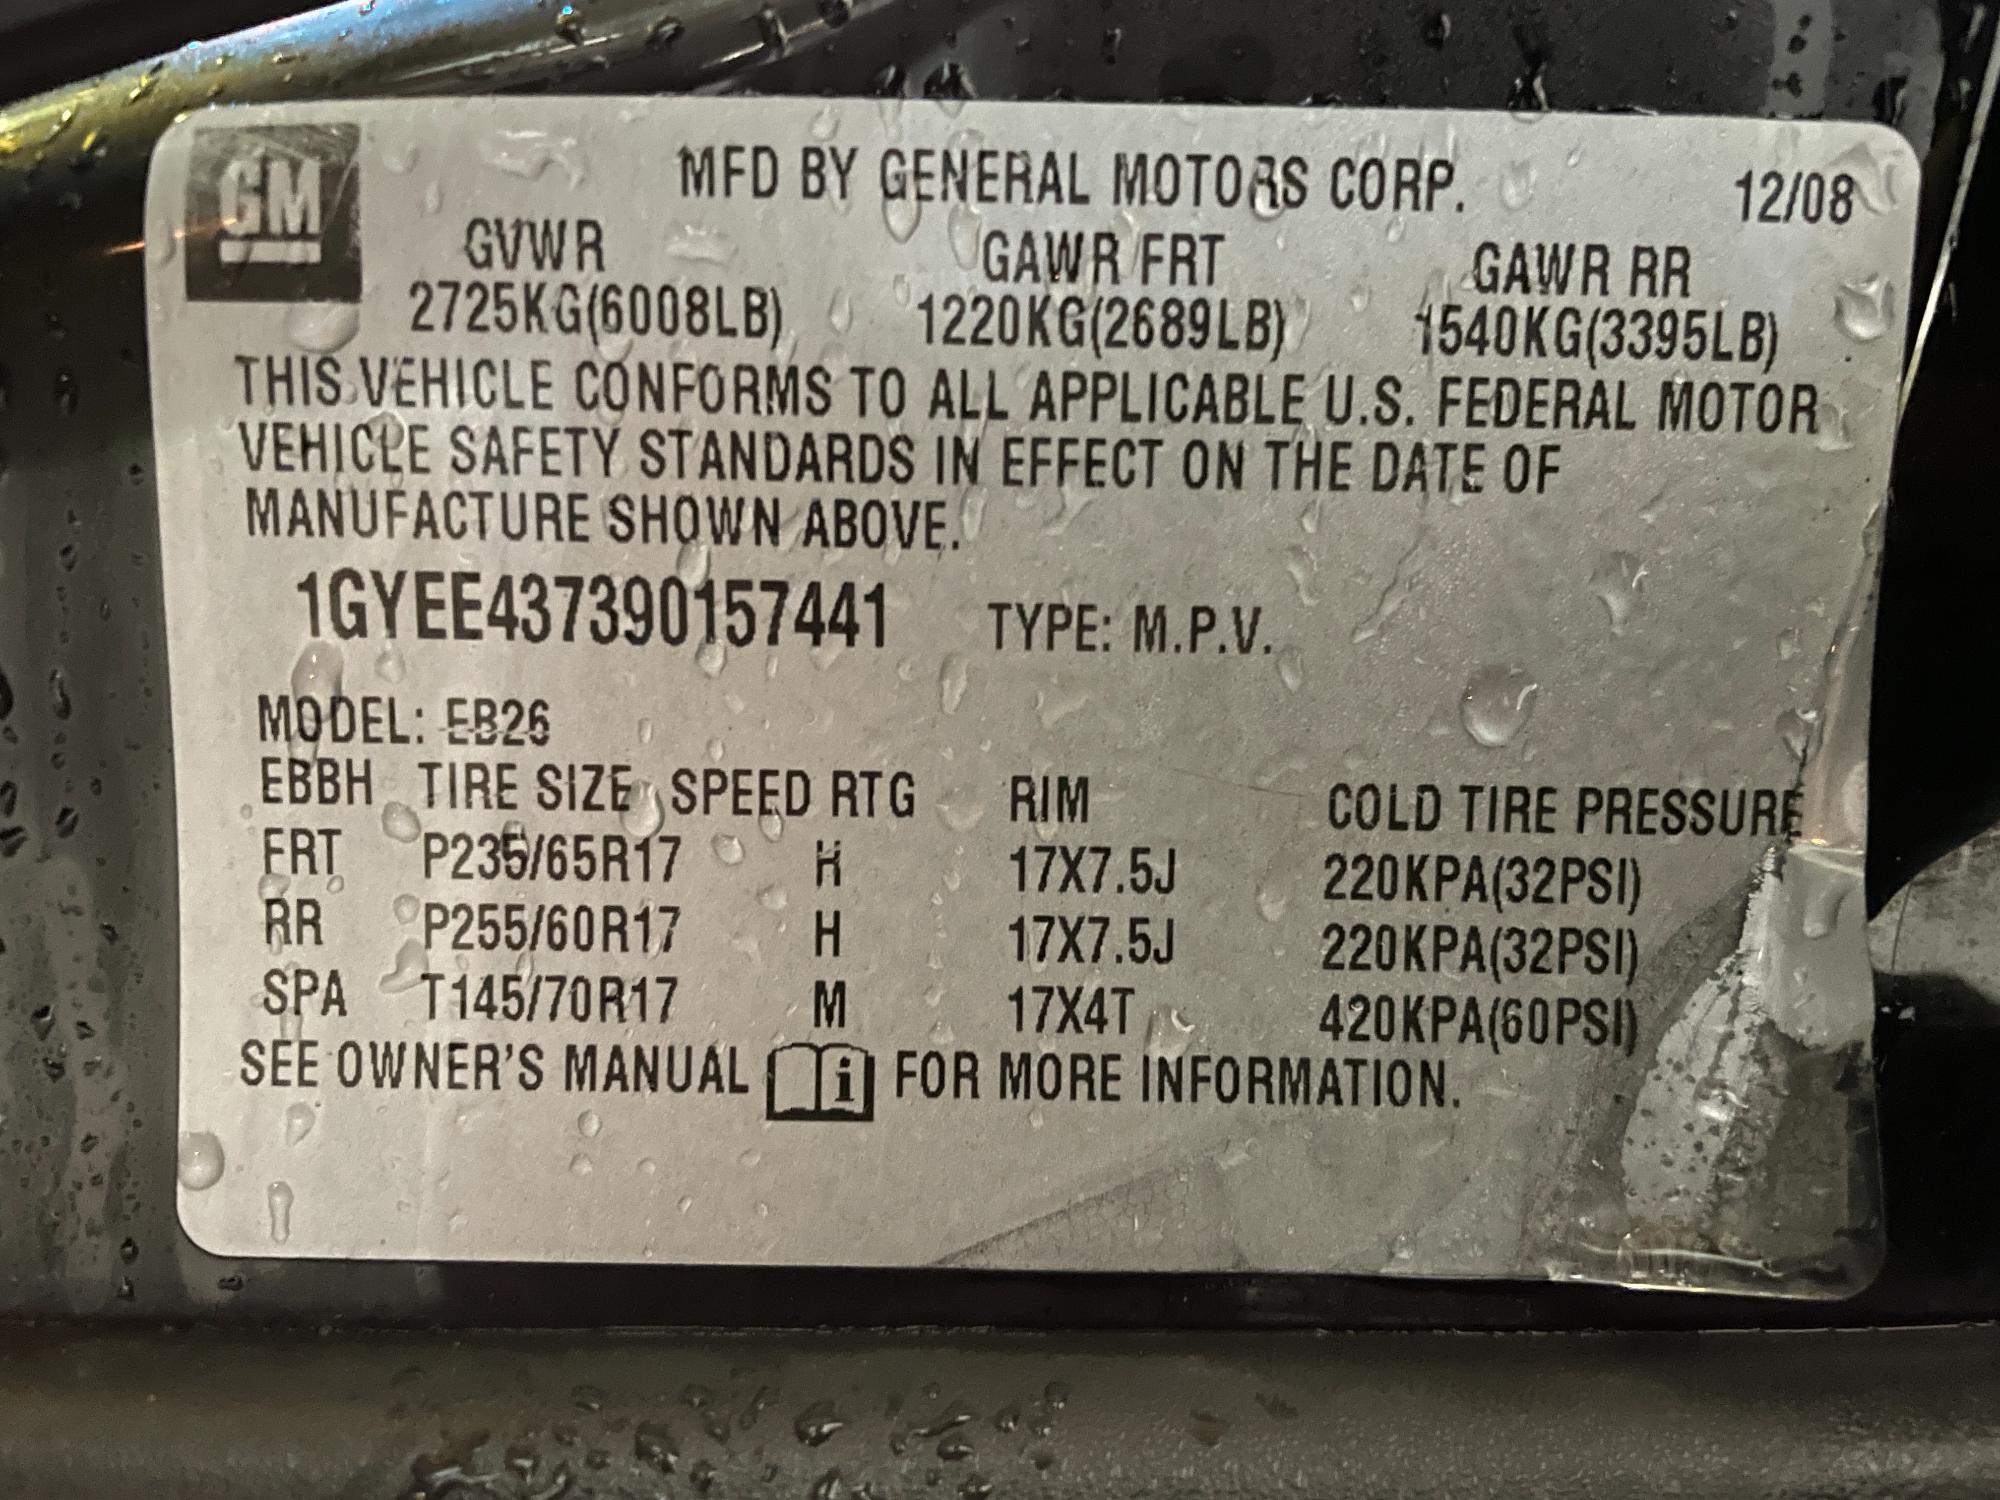 GM
MFD BY GENERAL MOTORS CORP. 12/08
GVWR GAWR FRT GAWR RR
2725KG(6008LB) 1220KG(2689LB) 1540KG(3395LB)
THIS VEHICLE CONFORMS TO ALL APPLICABLE U.S. FEDERAL MOTOR
VEHICLE SAFETY STANDARDS IN EFFECT ON THE DATE OF
MANUFACTURE SHOWN ABOVE.
1GYEE437390157441 TYPE: M.P.V.
MODEL: EB26
EBBH TIRE SIZE SPEED RTG RIM COLD TIRE PRESSURE
FRT P235/65R17 H 17X7.5J 220KPA(32PSI)
RR P255/60R17 H 17X7.5J 220KPA(32PSI)
SPA T145/70R17 M 17X4T 420KPA(60PSI)
SEE OWNER'S MANUAL i FOR MORE INFORMATION.